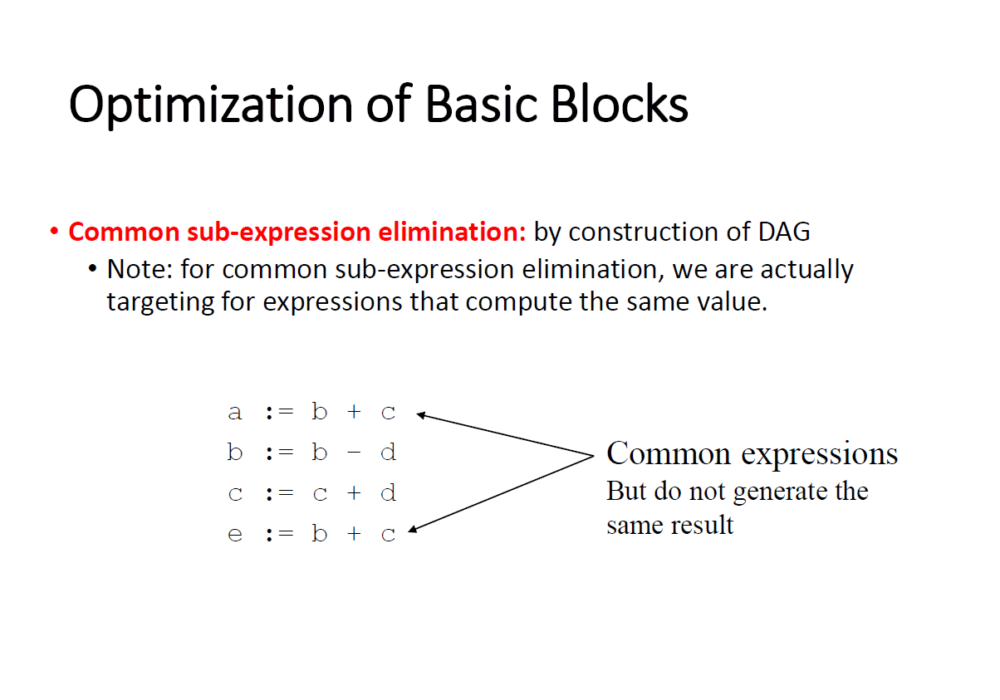 Optimization of Basic Blocks
• Common sub-expression elimination: by construction of DAG
• Note: for common sub-expression elimination, we are actually
targeting for expressions that compute the same value.
a := b + c
b := b - d
c := c + d
e := b + c
Common expressions
But do not generate the
same result